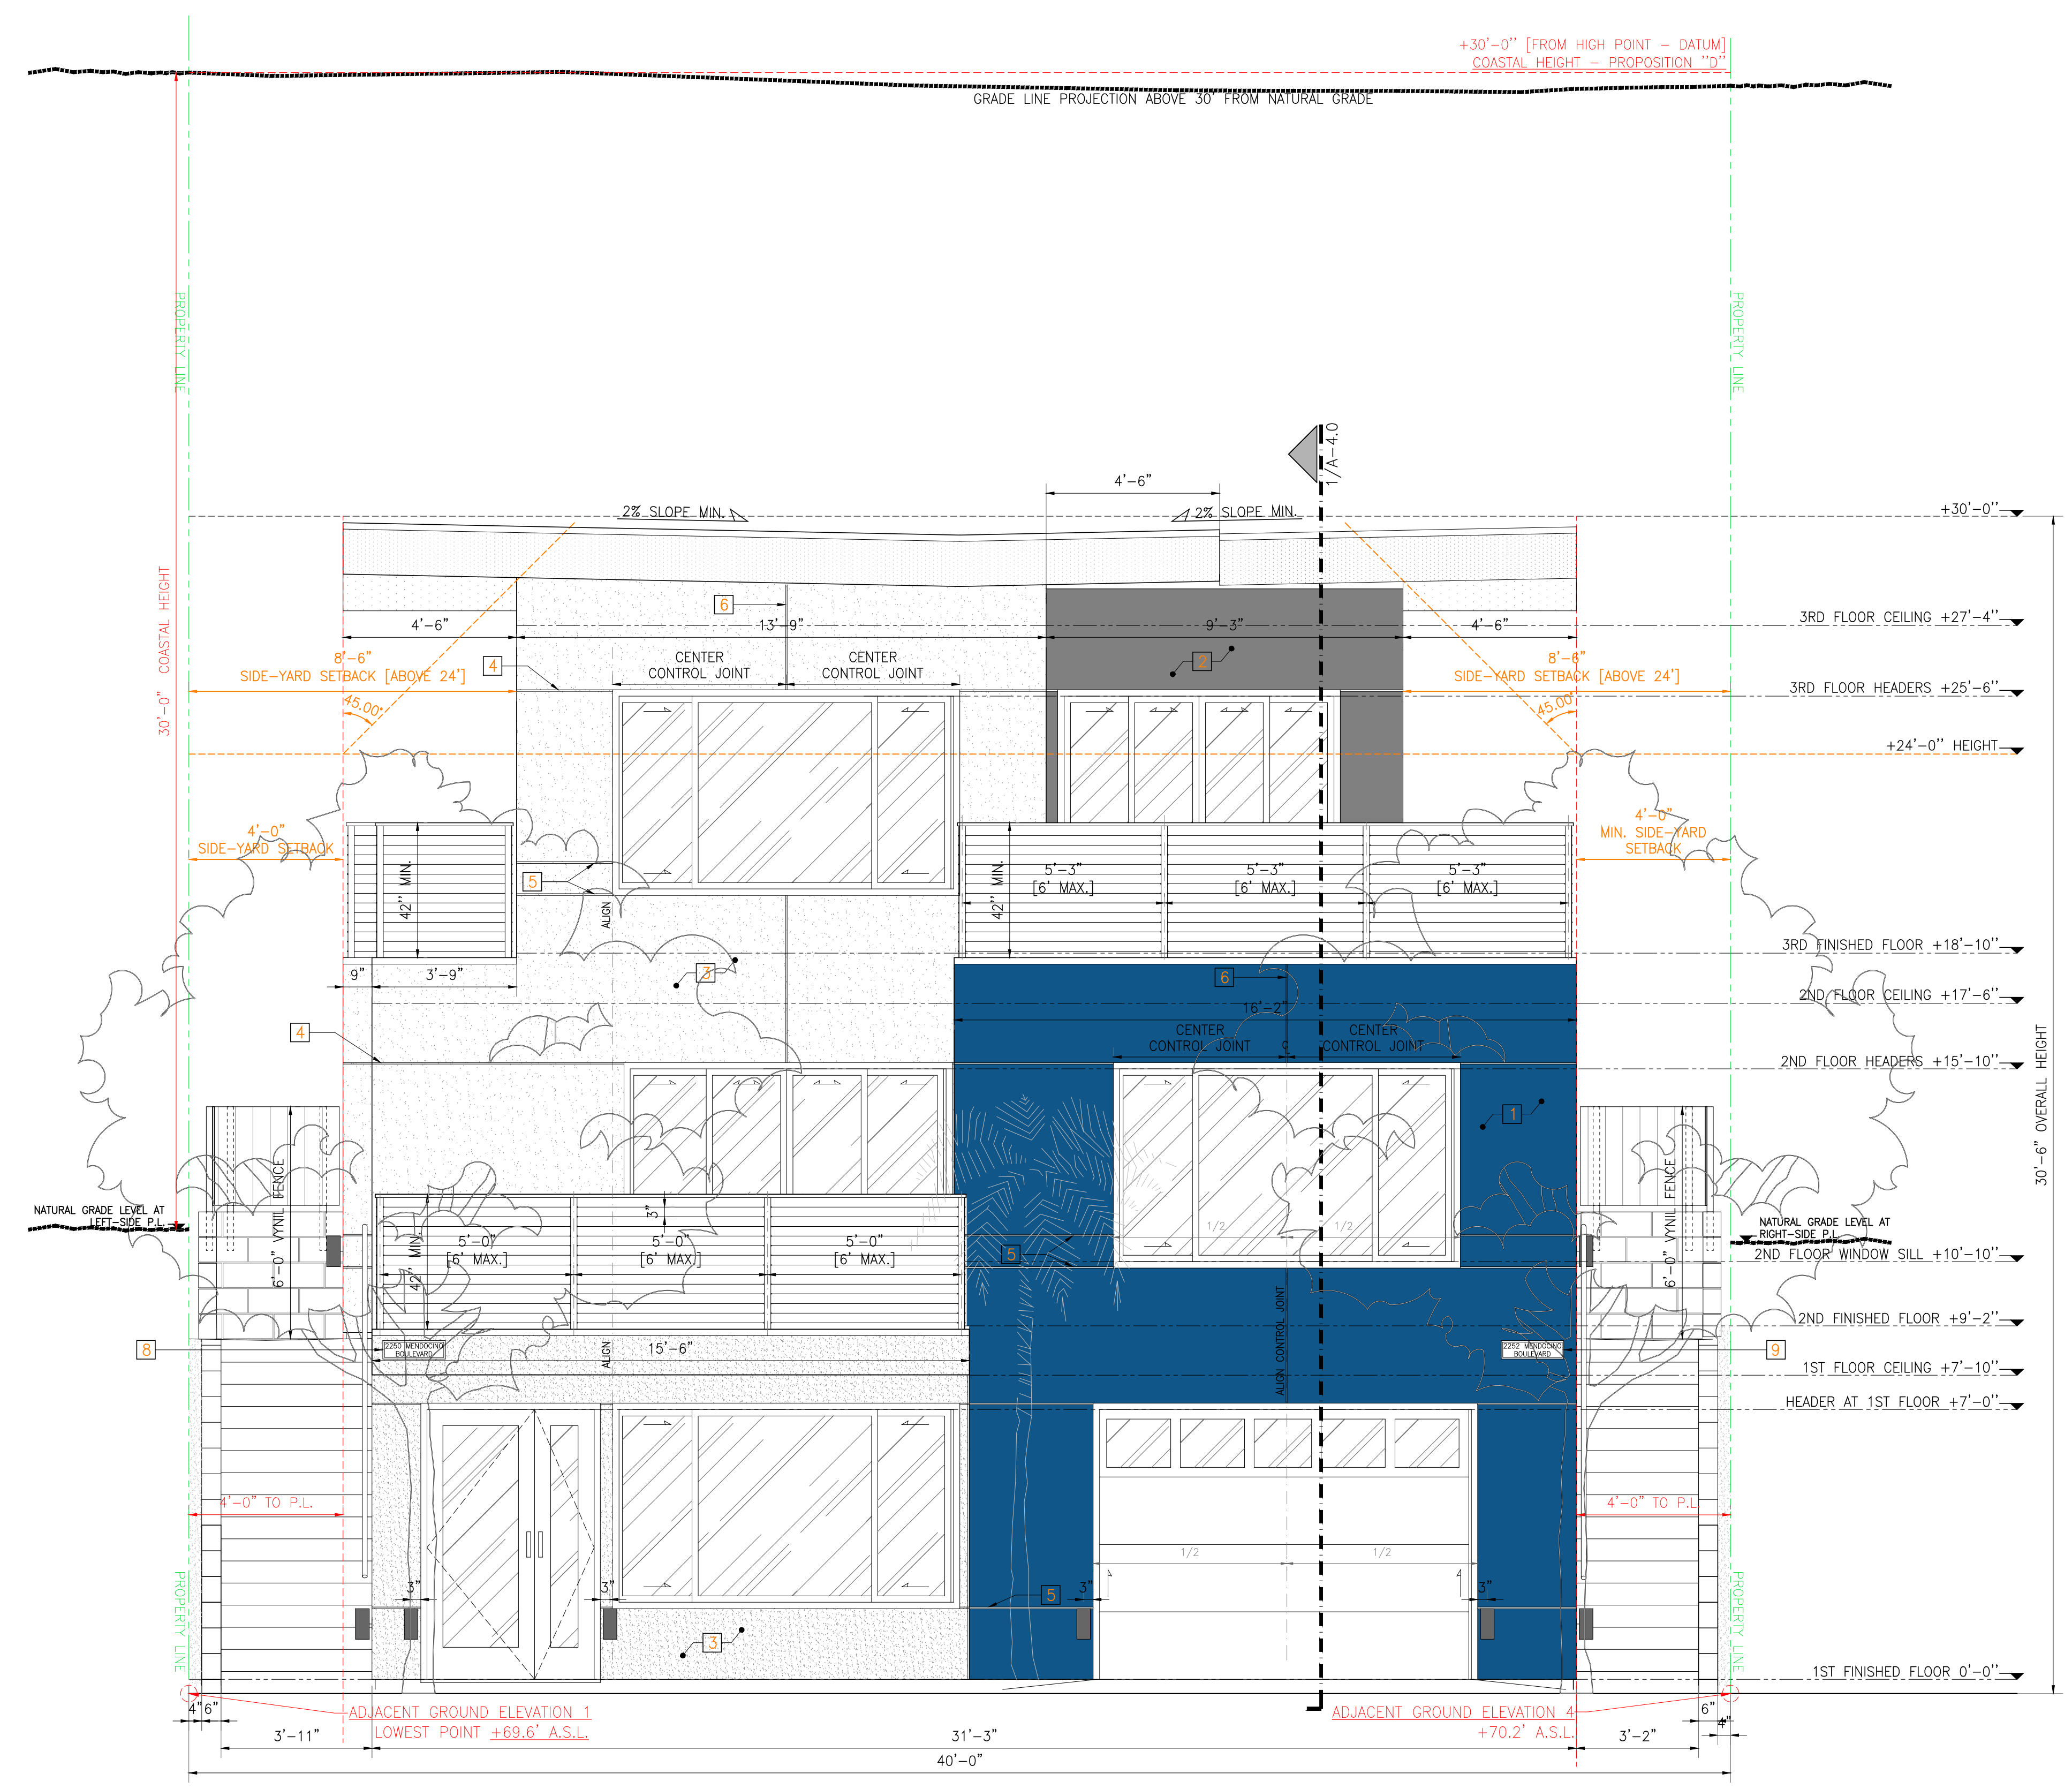 +30'-0'' [FROM HIGH POINT - DATUM]
COASTAL HEIGHT - PROPOSITION ''D''
GRADE LINE PROJECTION ABOVE 30' FROM NATURAL GRADE
PROPERTY LINE
PROPERTY LINE
1/A-4.0
4'-6"
2% SLOPE MIN.
2% SLOPE MIN.
+30'-0''
30'-0" COASTAL HEIGHT
6
3RD FLOOR CEILING +27'-4''
4'-6"
13'-9"
9'-3"
4'-6"
8'-6"
SIDE-YARD SETBACK [ABOVE 24']
4
CENTER
CONTROL JOINT
CENTER
CONTROL JOINT
2
8'-6"
SIDE-YARD SETBACK [ABOVE 24']
3RD FLOOR HEADERS +25'-6''
45.00°
45.00°
+24'-0'' HEIGHT
4'-0"
SIDE-YARD SETBACK
4'-0"
MIN. SIDE-YARD
SETBACK
42'' MIN.
5
ALIGN
42'' MIN.
5'-3"
[6' MAX.]
5'-3"
[6' MAX.]
5'-3"
[6' MAX.]
3RD FINISHED FLOOR +18'-10''
9"
3'-9"
3
6
2ND FLOOR CEILING +17'-6''
16'-2"
4
CENTER
CONTROL JOINT
CENTER
CONTROL JOINT
2ND FLOOR HEADERS +15'-10''
30'-6" OVERALL HEIGHT
1
6'-0" VYNIL FENCE
6'-0" VYNIL FENCE
NATURAL GRADE LEVEL AT
LEFT-SIDE P.L.
NATURAL GRADE LEVEL AT
RIGHT-SIDE P.L.
3"
1/2
1/2
42'' MIN.
5'-0"
[6' MAX.]
5'-0"
[6' MAX.]
5'-0"
[6' MAX.]
5
2ND FLOOR WINDOW SILL +10'-10''
2ND FINISHED FLOOR +9'-2''
8
2250 MENDOCINO
BOULEVARD
ALIGN
15'-6"
ALIGN CONTROL JOINT
2252 MENDOCINO
BOULEVARD
9
1ST FLOOR CEILING +7'-10''
HEADER AT 1ST FLOOR +7'-0''
4'-0" TO P.L.
4'-0" TO P.L.
1/2
1/2
PROPERTY LINE
PROPERTY LINE
3"
3"
5
3"
3"
3
1ST FINISHED FLOOR 0'-0''
4"
6"
ADJACENT GROUND ELEVATION 1
LOWEST POINT +69.6' A.S.L.
ADJACENT GROUND ELEVATION 4
+70.2' A.S.L.
6"
4"
3'-11"
31'-3"
3'-2"
40'-0"